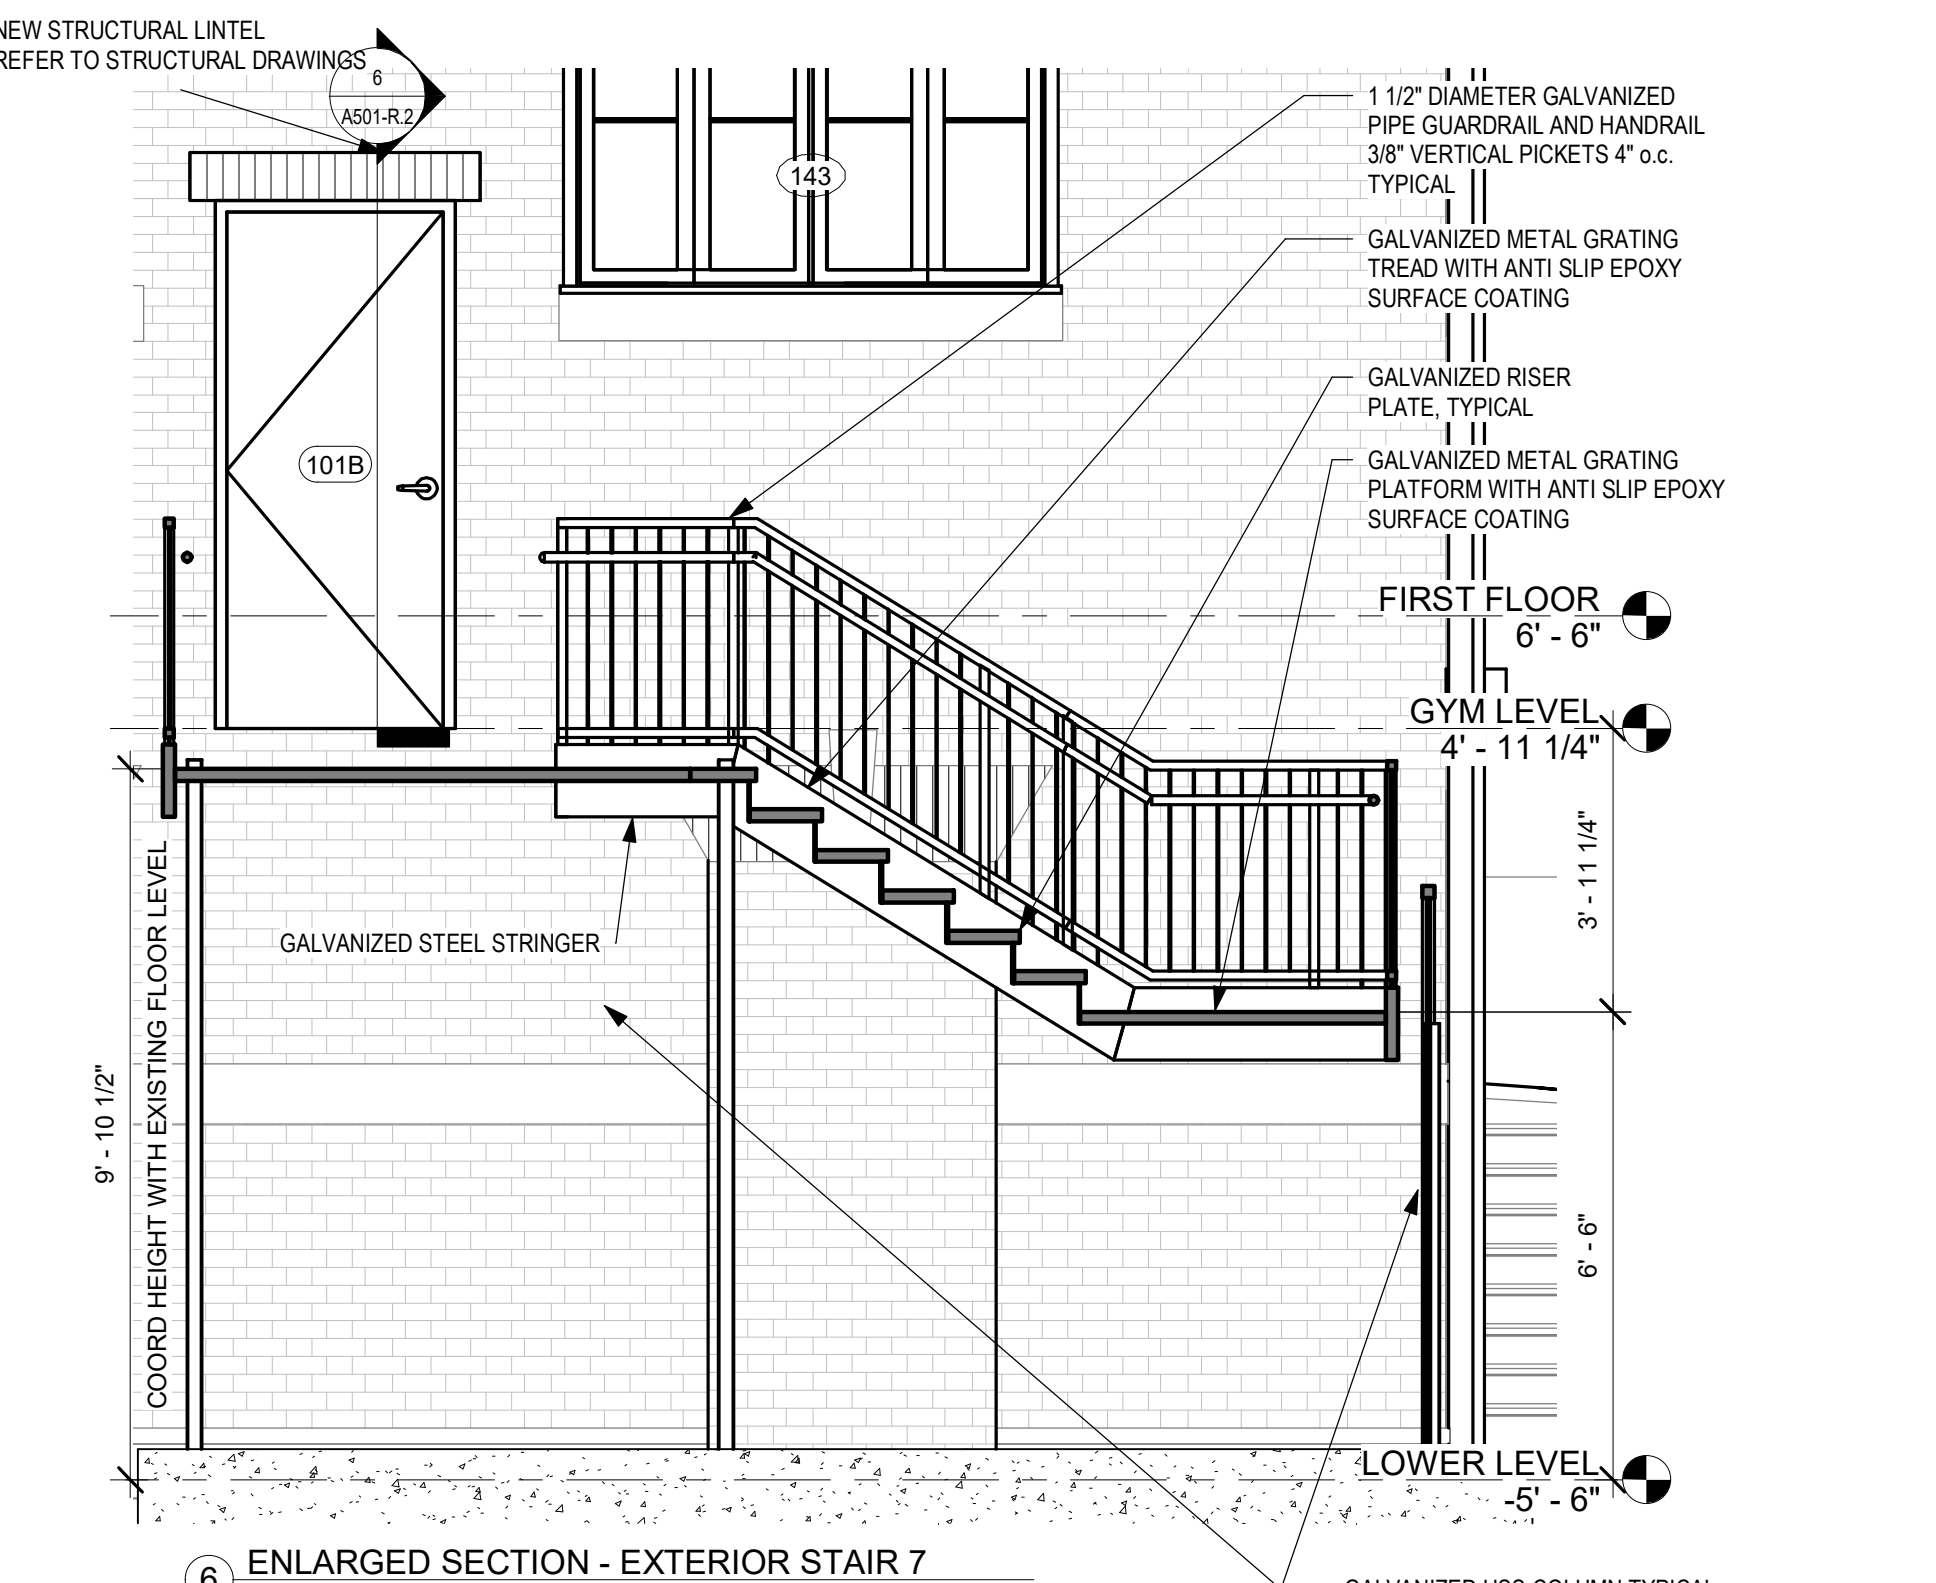 NEW STRUCTURAL LINTEL
REFER TO STRUCTURAL DRAWINGS
6
A501-R.2
143
101B
1 1/2" DIAMETER GALVANIZED
PIPE GUARDRAIL AND HANDRAIL
3/8" VERTICAL PICKETS 4" o.c.
TYPICAL
GALVANIZED METAL GRATING
TREAD WITH ANTI SLIP EPOXY
SURFACE COATING
GALVANIZED RISER
PLATE, TYPICAL
GALVANIZED METAL GRATING
PLATFORM WITH ANTI SLIP EPOXY
SURFACE COATING
FIRST FLOOR
6' - 6"
GYM LEVEL
4' - 11 1/4"
3' - 11 1/4"
GALVANIZED STEEL STRINGER
COORD HEIGHT WITH EXISTING FLOOR LEVEL
9' - 10 1/2"
6' - 6"
LOWER LEVEL
-5' - 6"
6
ENLARGED SECTION - EXTERIOR STAIR 7
GALVANIZED HSS COLUMN TYPICAL